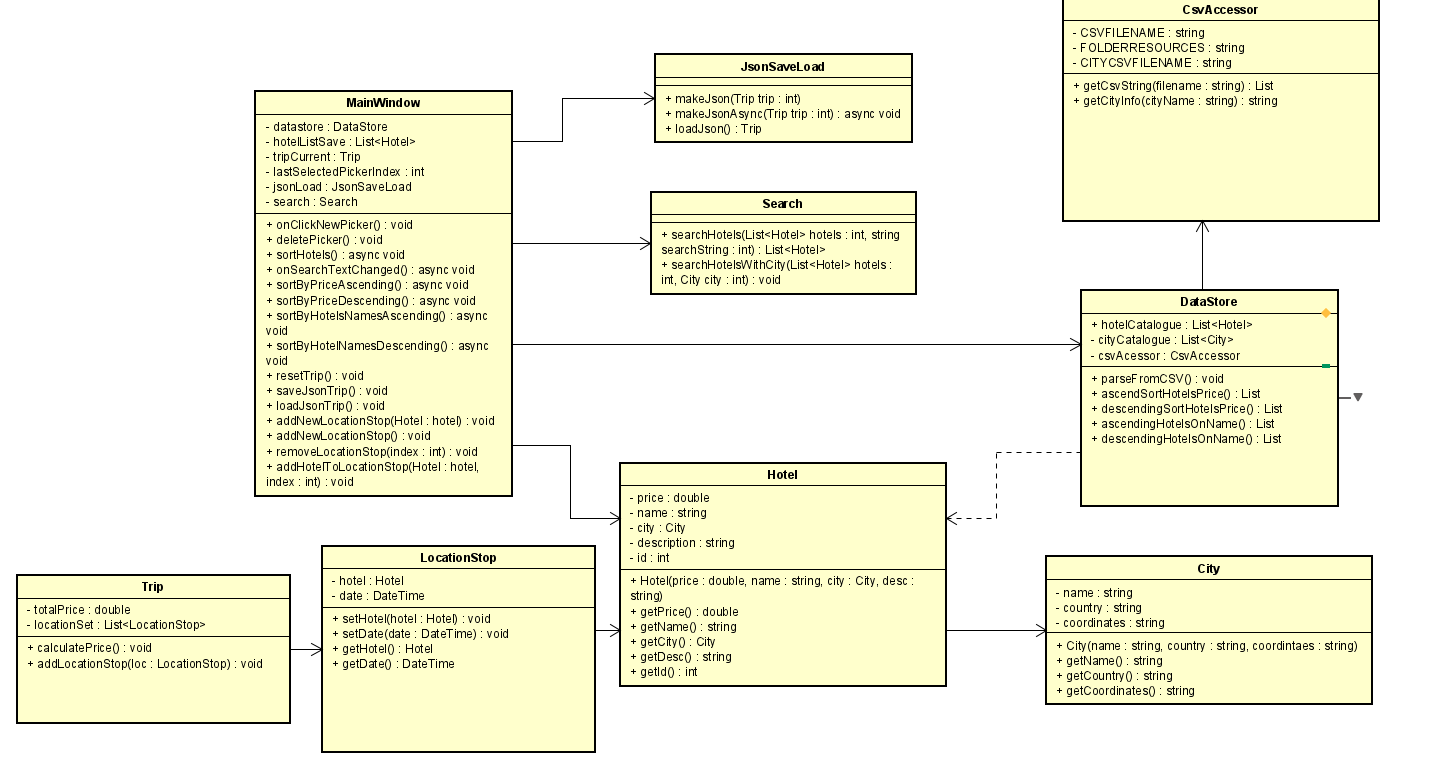 CsvAccessor
- CSVFILENAME : string
- FOLDERRESOURCES : string
- CITYCSVFILENAME : string
+ getCsvString(filename : string) : List
+ getCityInfo(cityName : string) : string
JsonSaveLoad
+ makeJson(Trip trip : int)
+ makeJsonAsync(Trip trip : int) : async void
+ loadJson() : Trip
MainWindow
- datastore : DataStore
- hotelListSave : List<Hotel>
- tripCurrent : Trip
- lastSelectedPickerIndex : int
- jsonLoad : JsonSaveLoad
- search : Search
+ onClickNewPicker() : void
+ deletePicker() : void
+ sortHotels() : async void
+ onSearchTextChanged() : async void
+ sortByPriceAscending() : async void
+ sortByPriceDescending() : async void
+ sortByHotelsNamesAscending() : async
void
+ sortByHotelNamesDescending() : async
void
+ resetTrip() : void
+ saveJsonTrip() : void
+ loadJsonTrip() : void
+ addNewLocationStop(Hotel : hotel) : void
+ addNewLocationStop() : void
+ removeLocationStop(index : int) : void
+ addHotelToLocationStop(Hotel : hotel,
index : int) : void
Search
+ searchHotels(List<Hotel> hotels : int, string
searchString : int) : List<Hotel>
+ searchHotelsWithCity(List<Hotel> hotels :
int, City city : int) : void
DataStore
+ hotelCatalogue : List<Hotel>
- cityCatalogue : List<City>
- csvAcessor : CsvAccessor
+ parseFromCSV() : void
+ ascendSortHotelsPrice() : List
+ descendingSortHotelsPrice() : List
+ ascendingHotelsOnName() : List
+ descendingHotelsOnName() : List
Hotel
- price : double
- name : string
- city : City
- description : string
- id : int
+ Hotel(price : double, name : string, city : City, desc :
string)
+ getPrice() : double
+ getName() : string
+ getCity() : City
+ getDesc() : string
+ getId() : int
LocationStop
- hotel : Hotel
- date : DateTime
+ setHotel(hotel : Hotel) : void
+ setDate(date : DateTime) : void
+ getHotel() : Hotel
+ getDate() : DateTime
Trip
- totalPrice : double
- locationSet : List<LocationStop>
+ calculatePrice() : void
+ addLocationStop(loc : LocationStop) : void
City
- name : string
- country : string
- coordinates : string
+ City(name : string, country : string, coordintaes : string)
+ getName() : string
+ getCountry() : string
+ getCoordinates() : string